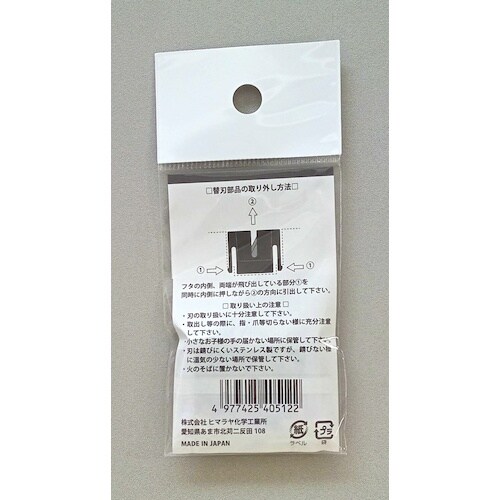 □替刃部品の取り外し方法□
②
① ①
フタの内側、両端が飛び出している部分①を
同時に内側に押しながら②の方向に引出して下さい。
□取り扱い上の注意□
・刃の取り扱いに十分注意して下さい。
・取出し等の際に、指・爪等切らない様に充分注意
して下さい。
・小さなお子様の手の届かない場所に保管して下さい。
・刃は錆びにくいステンレス製ですが、錆びない様
に湿気の少ない場所で保管して下さい。
・火のそばに置かないで下さい。
4 977425 405122
株式会社 ヒマラヤ化学工業所
愛知県あま市北苅二反田 108
MADE IN JAPAN
紙
ラベル
プラ
袋